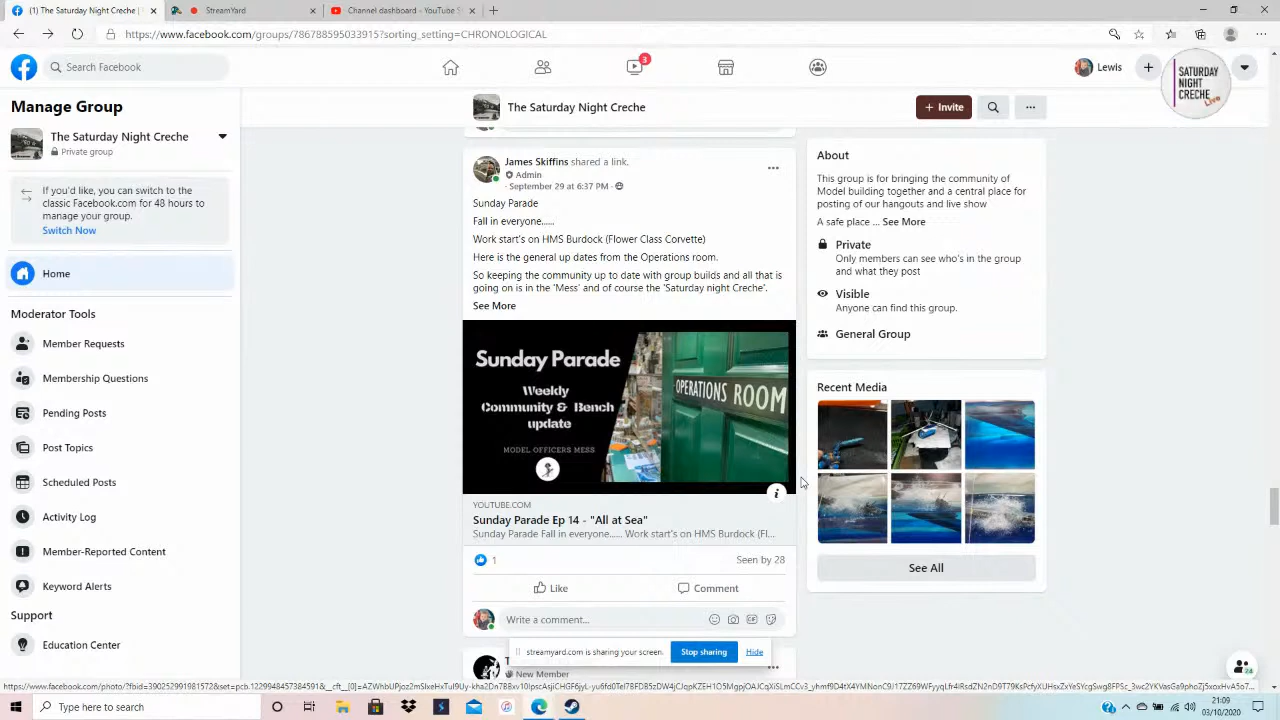 (1) The Saturday Night Creche |
StreamYard
Channel dashboard - YouTube S
https://www.facebook.com/groups/786788595033915?sorting_setting=CHRONOLOGICAL
Search Facebook
3
Lewis
SATURDAY
NIGHT
CRECHE
Live
Manage Group
The Saturday Night Creche
Private group
If you'd like, you can switch to the
classic Facebook.com for 48 hours to
manage your group.
Switch Now
Home
Moderator Tools
Member Requests
Membership Questions
Pending Posts
Post Topics
Scheduled Posts
Activity Log
Member-Reported Content
Keyword Alerts
Support
Education Center
The Saturday Night Creche
+ Invite
James Skiffins shared a link.
Admin
· September 29 at 6:37 PM ·
Sunday Parade
Fall in everyone.....
Work start's on HMS Burdock (Flower Class Corvette)
Here is the general up dates from the Operations room.
So keeping the community up to date with group builds and all that is
going on is in the 'Mess' and of course the 'Saturday night Creche'.
See More
Sunday Parade
Weekly
Community & Bench
update
MODEL OFFICERS MESS
OPERATIONS ROOM
YOUTUBE.COM
Sunday Parade Ep 14 - "All at Sea"
Sunday Parade Fall in everyone...... Work start's on HMS Burdock (Fl...
1
Seen by 28
Like
Comment
Write a comment...
GIF
streamyard.com is sharing your screen.
Stop sharing
Hide
New Member
About
This group is for bringing the community of
Model building together and a central place for
posting of our hangouts and live show
A safe place ... See More
Private
Only members can see who's in the group
and what they post
Visible
Anyone can find this group.
General Group
Recent Media
See All
24
Type here to search
21:09
03/10/2020